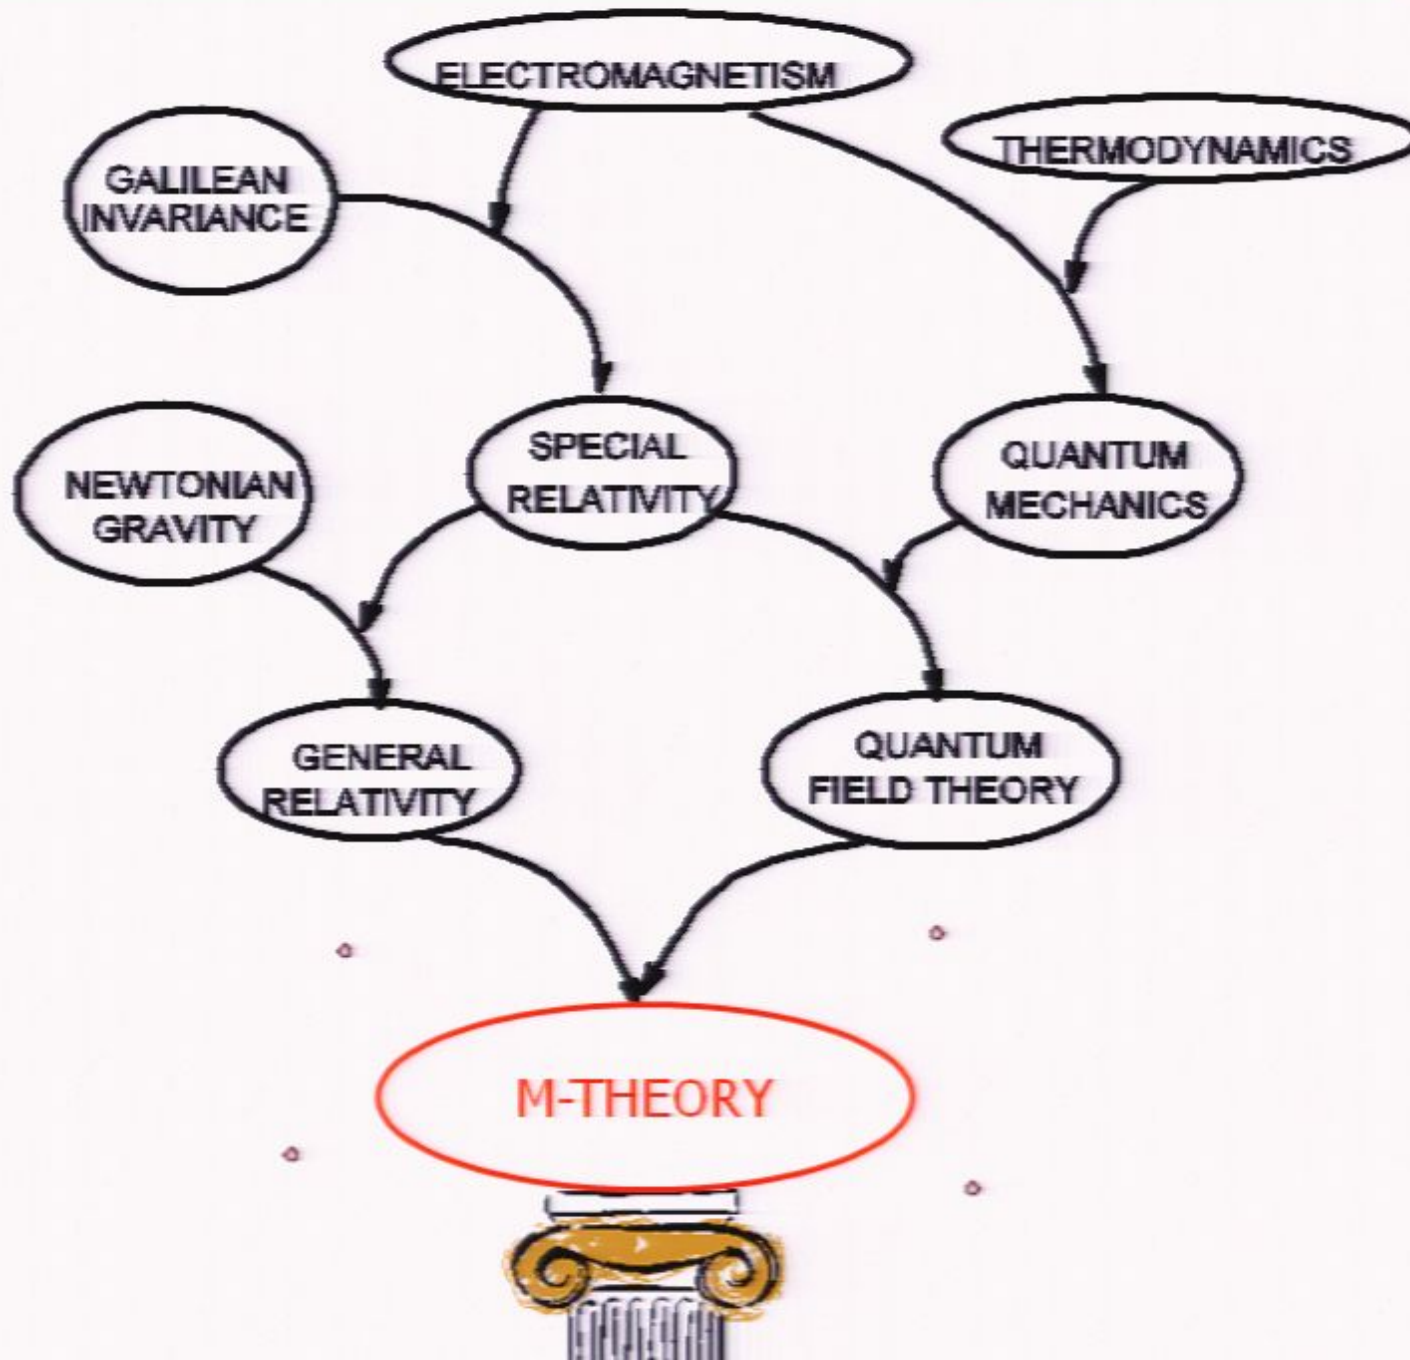 ELECTROMAGNETISM
THERMODYNAMICS
GALILEAN
INVARIANCE
NEWTONIAN
GRAVITY
SPECIAL
RELATIVITY
QUANTUM
MECHANICS
GENERAL
RELATIVITY
QUANTUM
FIELD THEORY
M-THEORY